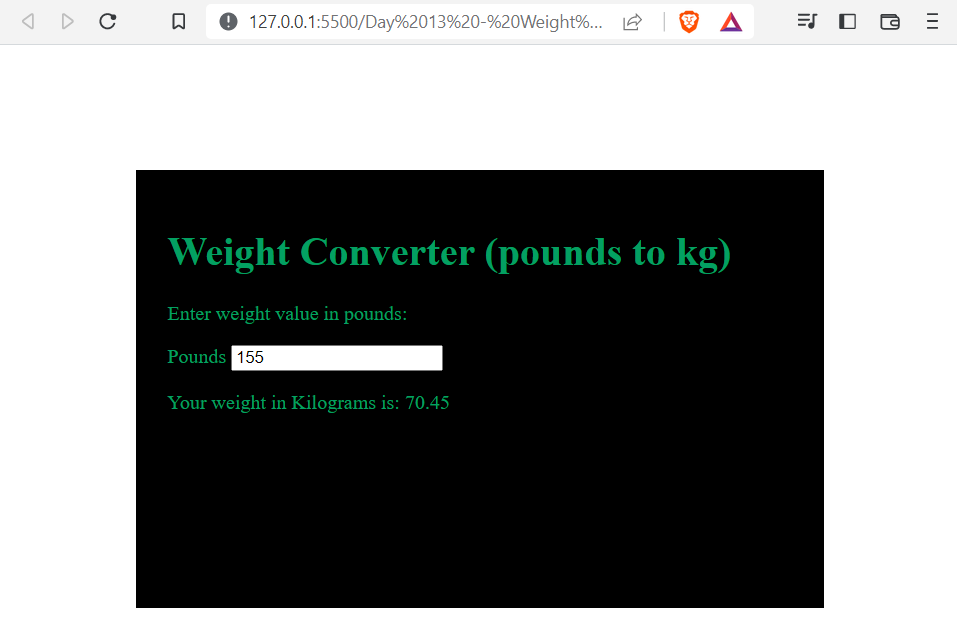 127.0.0.1:5500/Day%2013%20-%20Weight%...
Weight Converter (pounds to kg)
Enter weight value in pounds:
Pounds 155
Your weight in Kilograms is: 70.45